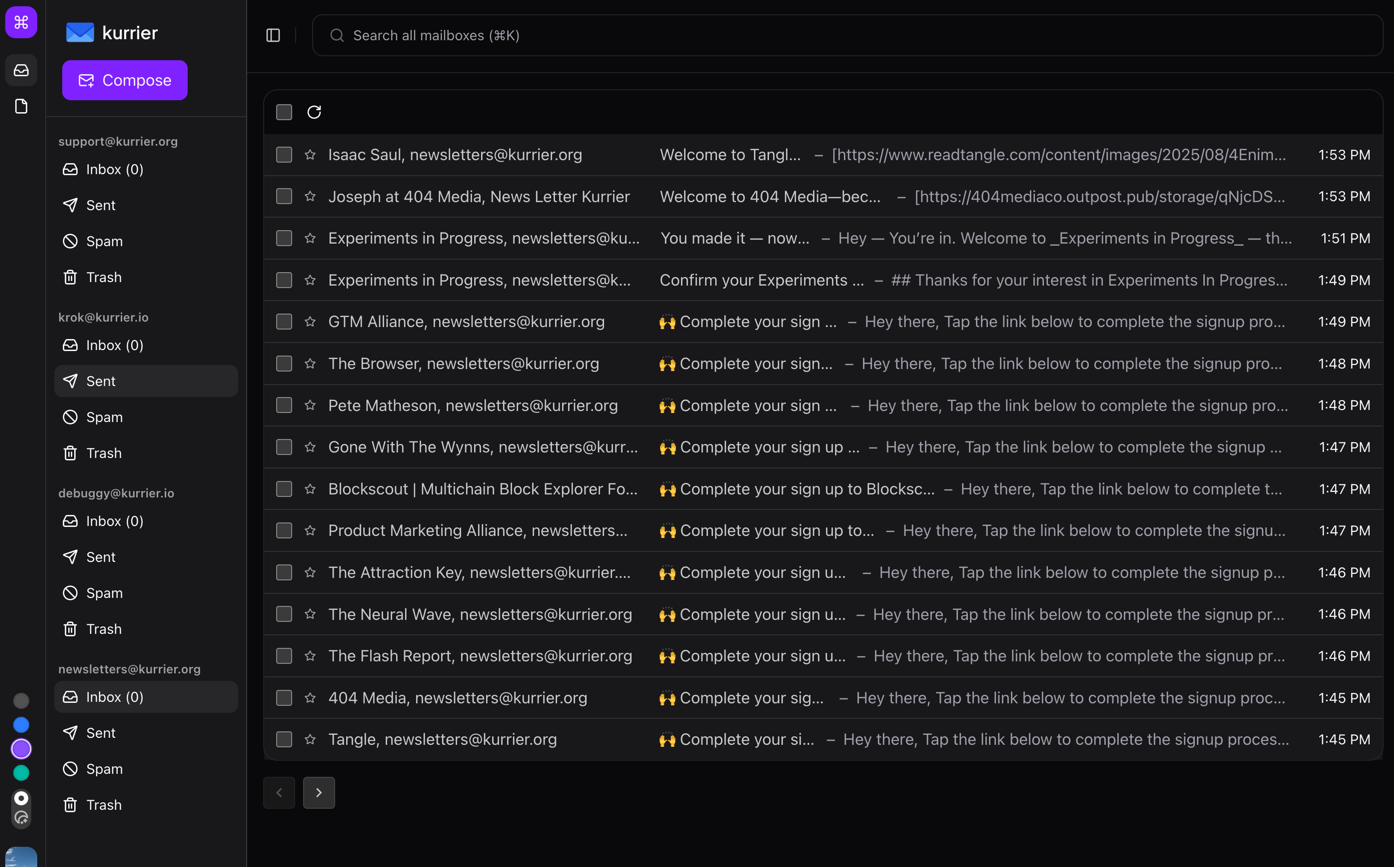 kurrier
Search all mailboxes (⌘K)
Compose
support@kurrier.org
Inbox (0)
Sent
Spam
Trash
krok@kurrier.io
Inbox (0)
Sent
Spam
Trash
debuggy@kurrier.io
Inbox (0)
Sent
Spam
Trash
newsletters@kurrier.org
Inbox (0)
Sent
Spam
Trash
Isaac Saul, newsletters@kurrier.org Welcome to Tangl... – [https://www.readtangle.com/content/images/2025/08/4Enim... 1:53 PM
Joseph at 404 Media, News Letter Kurrier Welcome to 404 Media—bec... – [https://404mediaco.outpost.pub/storage/qNjcDS... 1:53 PM
Experiments in Progress, newsletters@ku... You made it — now... – Hey — You’re in. Welcome to _Experiments in Progress_ — th... 1:51 PM
Experiments in Progress, newsletters@k... Confirm your Experiments ... – ## Thanks for your interest in Experiments In Progres... 1:49 PM
GTM Alliance, newsletters@kurrier.org 🙌 Complete your sign ... – Hey there, Tap the link below to complete the signup pro... 1:49 PM
The Browser, newsletters@kurrier.org 🙌 Complete your sign... – Hey there, Tap the link below to complete the signup pro... 1:48 PM
Pete Matheson, newsletters@kurrier.org 🙌 Complete your sign ... – Hey there, Tap the link below to complete the signup pro... 1:48 PM
Gone With The Wynns, newsletters@kurr... 🙌 Complete your sign up ... – Hey there, Tap the link below to complete the signup ... 1:47 PM
Blockscout | Multichain Block Explorer Fo... 🙌 Complete your sign up to Blocksc... – Hey there, Tap the link below to complete t... 1:47 PM
Product Marketing Alliance, newsletters... 🙌 Complete your sign up to... – Hey there, Tap the link below to complete the signu... 1:47 PM
The Attraction Key, newsletters@kurrier.... 🙌 Complete your sign u... – Hey there, Tap the link below to complete the signup p... 1:46 PM
The Neural Wave, newsletters@kurrier.org 🙌 Complete your sign u... – Hey there, Tap the link below to complete the signup pr... 1:46 PM
The Flash Report, newsletters@kurrier.org 🙌 Complete your sign u... – Hey there, Tap the link below to complete the signup pr... 1:46 PM
404 Media, newsletters@kurrier.org 🙌 Complete your sig... – Hey there, Tap the link below to complete the signup proc... 1:45 PM
Tangle, newsletters@kurrier.org 🙌 Complete your si... – Hey there, Tap the link below to complete the signup proces... 1:45 PM